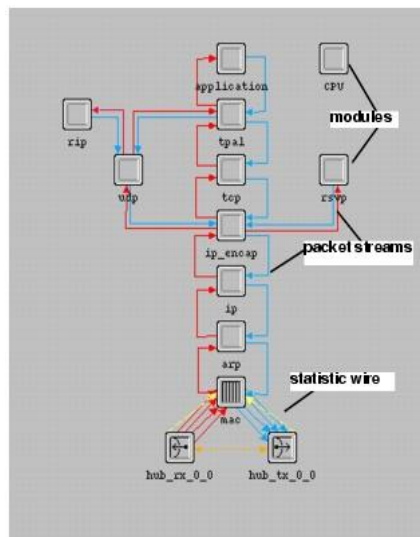 application
CPU
modules
rip
tpal
udp
tcp
rsvp
ip_encap
packet streams
ip
arp
statistic wire
mac
hub_rx_0_0
hub_tx_0_0